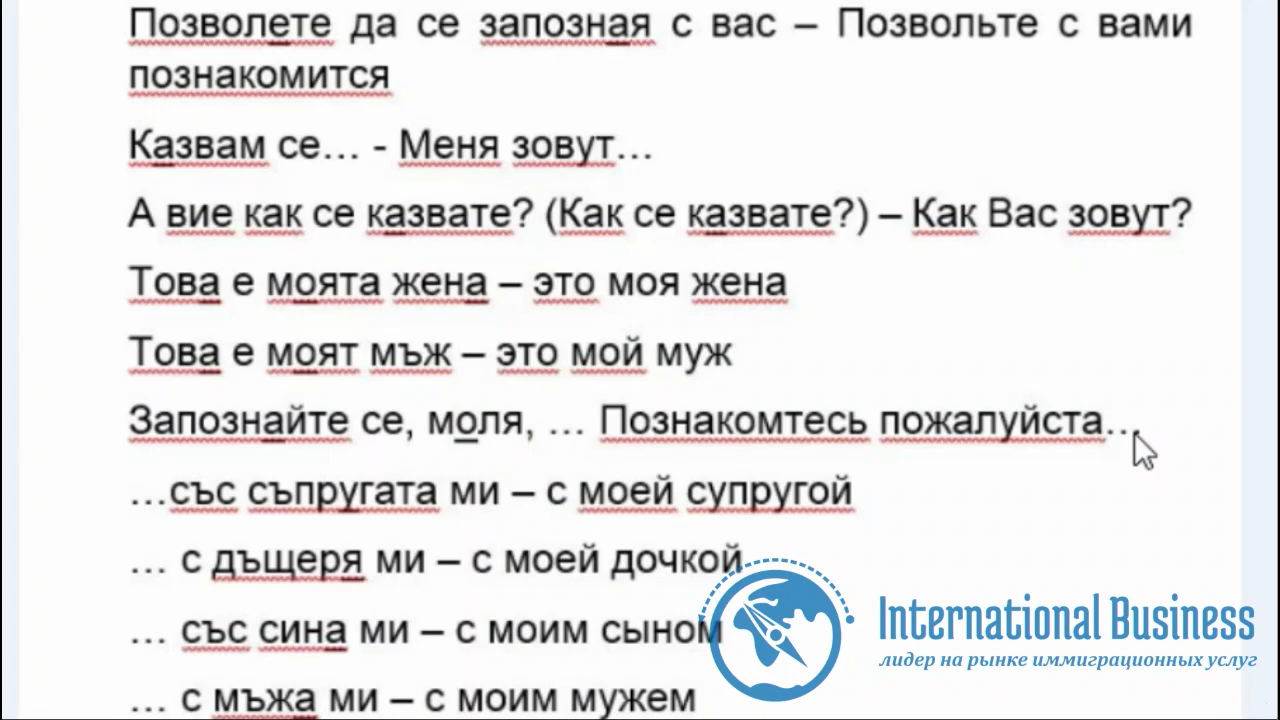 Позволете да се запозная с вас – Позвольте с вами
познакомится
Казвам се… - Меня зовут…
А вие как се казвате? (Как се казвате?) – Как Вас зовут?
Това е моята жена – это моя жена
Това е моят мъж – это мой муж
Запознайте се, моля, … Познакомтесь пожалуйста…
…със съпругата ми – с моей супругой
… с дъщеря ми – с моей дочкой
… със сина ми – с моим сыном
… с мъжа ми – с моим мужем
International Business
лидер на рынке иммиграционных услуг